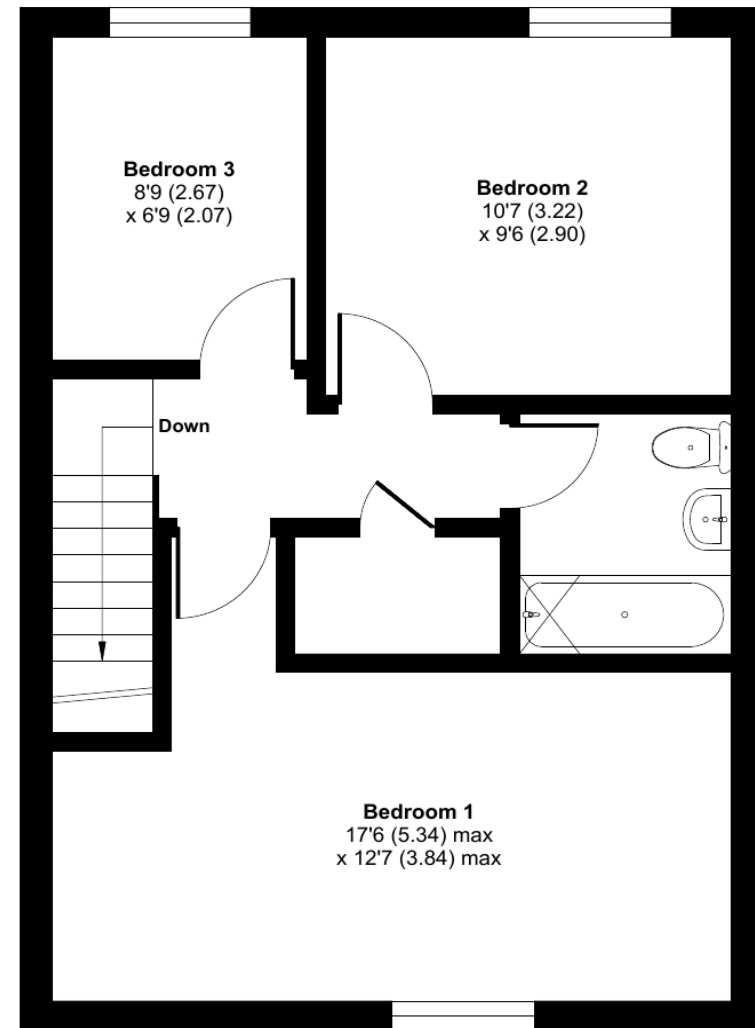 Bedroom 3
8'9 (2.67)
x 6'9 (2.07)
Bedroom 2
10'7 (3.22)
x 9'6 (2.90)
Down
Bedroom 1
17'6 (5.34) max
x 12'7 (3.84) max